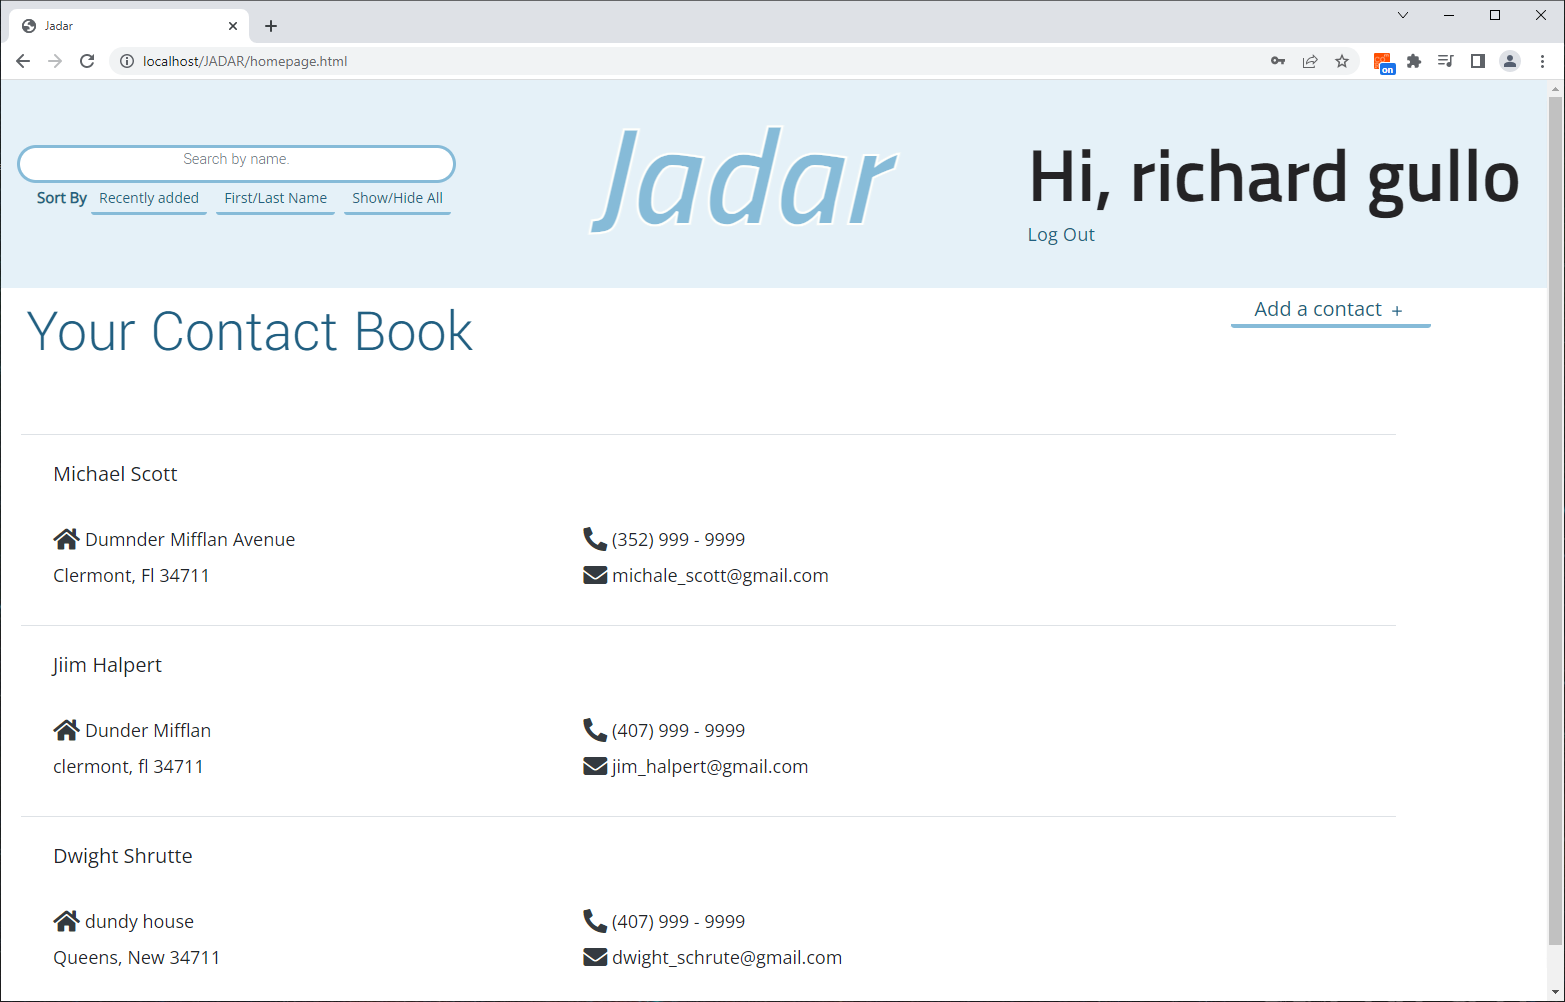 Jadar
localhost/JADAR/homepage.html
on
Search by name.
Sort By Recently added First/Last Name Show/Hide All
Jadar
Hi, richard gullo
Log Out
Your Contact Book
Add a contact +
Michael Scott
Dumnder Mifflan Avenue
(352) 999 - 9999
Clermont, Fl 34711
michale_scott@gmail.com
Jiim Halpert
Dunder Mifflan
(407) 999 - 9999
clermont, fl 34711
jim_halpert@gmail.com
Dwight Shrutte
dundy house
(407) 999 - 9999
Queens, New 34711
dwight_schrute@gmail.com